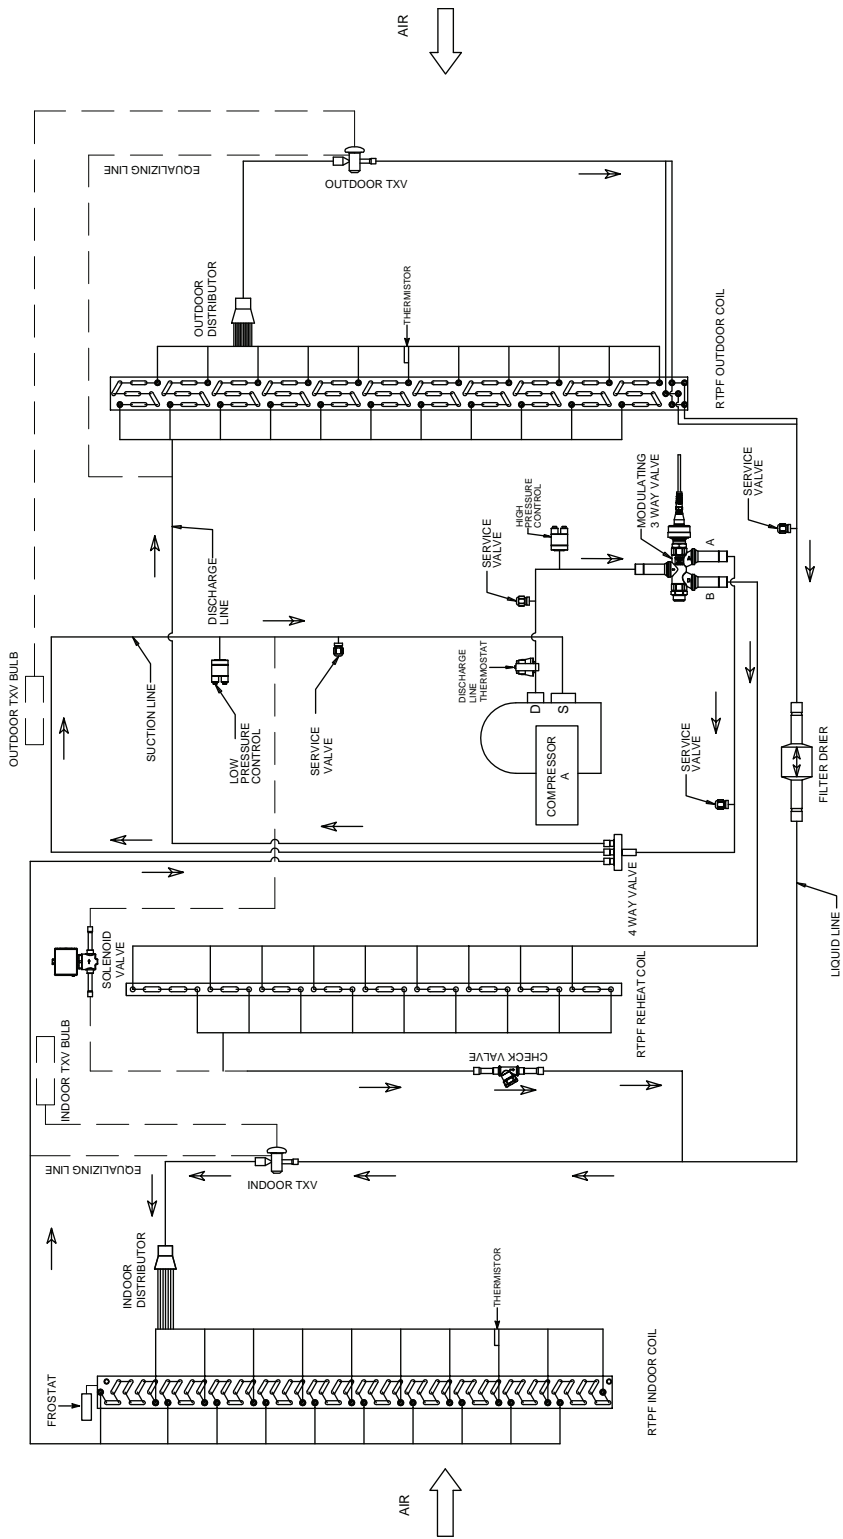 AIR
EQUALIZING LINE
OUTDOOR TXV
OUTDOOR
DISTRIBUTOR
THERMISTOR
RTPF OUTDOOR COIL
OUTDOOR TXV BULB
SUCTION LINE
DISCHARGE
LINE
LOW
PRESSURE
CONTROL
SERVICE
VALVE
DISCHARGE
LINE
THERMOSTAT
SERVICE
VALVE
HIGH
PRESSURE
CONTROL
MODULATING
3 WAY VALVE
A
B
SERVICE
VALVE
D
S
COMPRESSOR
A
SERVICE
VALVE
FILTER DRIER
4 WAY VALVE
LIQUID LINE
SOLENOID
VALVE
RTPF REHEAT COIL
INDOOR TXV BULB
CHECK VALVE
EQUALIZING LINE
INDOOR TXV
INDOOR
DISTRIBUTOR
THERMISTOR
FROSTAT
RTPF INDOOR COIL
AIR